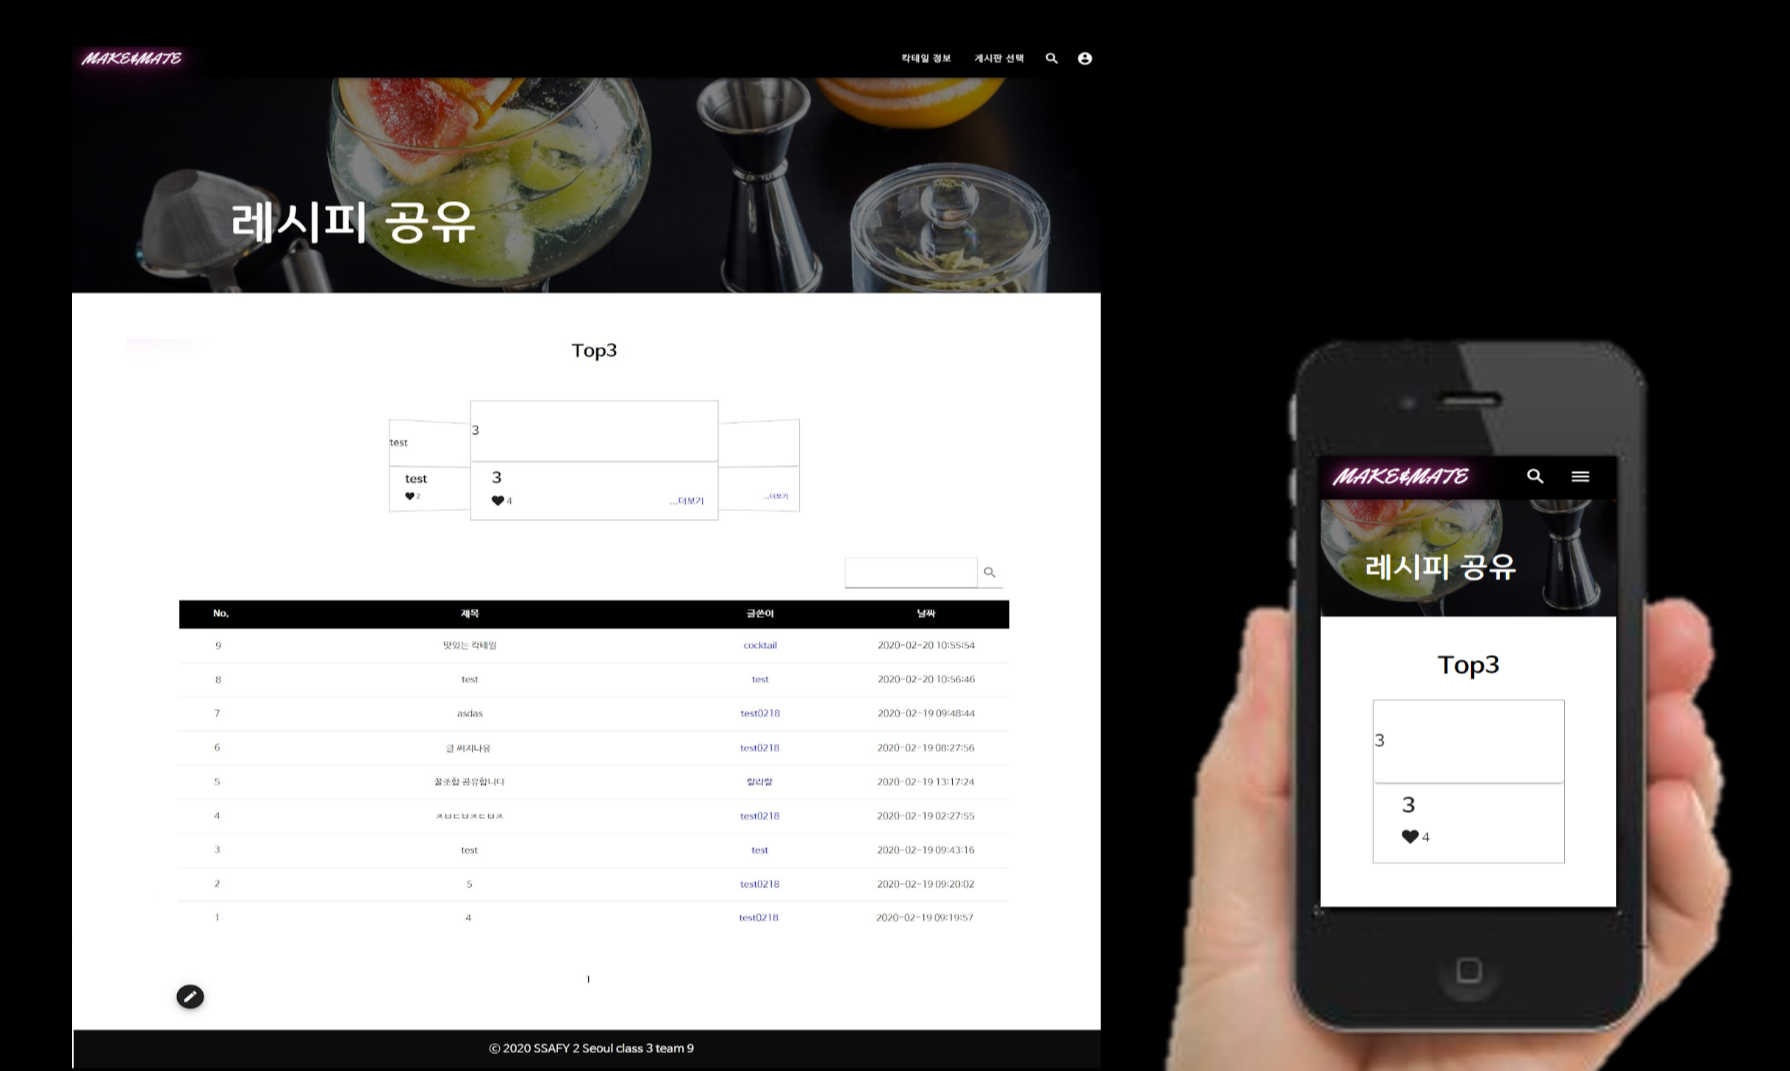 MAKE&MATE
칵테일 정보 게시판 선택
레시피 공유
Top3
test
test
2
3
3
4
...더보기
...더보기
No. 제목 글쓴이 날짜
9 맛있는 칵테일 cocktail 2020-02-20 10:55:54
8 test test 2020-02-20 10:56:46
7 asdas test0218 2020-02-19 09:48:44
6 글 써지나유 test0218 2020-02-19 08:27:56
5 꿀조합 공유합니다 랄라랄 2020-02-19 13:17:24
4 ㅈㅂㄷㅂㅈㄷㅂㅈ test0218 2020-02-19 02:27:55
3 test test 2020-02-19 09:43:16
2 5 test0218 2020-02-19 09:20:02
1 4 test0218 2020-02-19 09:19:57
1
© 2020 SSAFY 2 Seoul class 3 team 9
MAKE&MATE
레시피 공유
Top3
3
3
4